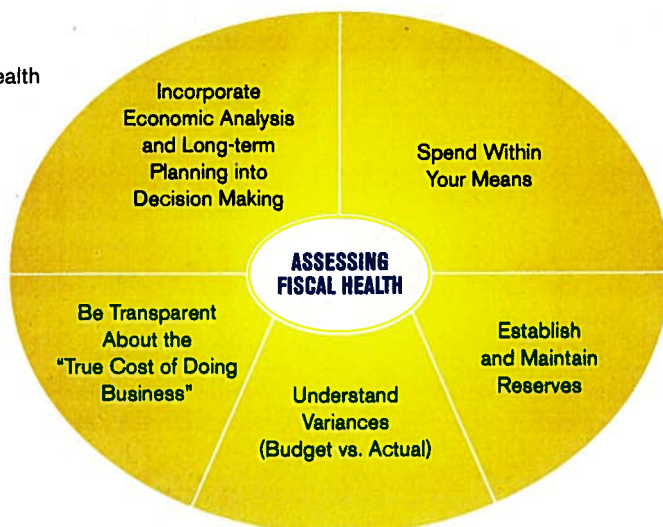 ealth
Incorporate
Economic Analysis
and Long-term
Planning into
Decision Making
Spend Within
Your Means
ASSESSING
FISCAL HEALTH
Be Transparent
About the
"True Cost of Doing
Business"
Understand
Variances
(Budget vs. Actual)
Establish
and Maintain
Reserves